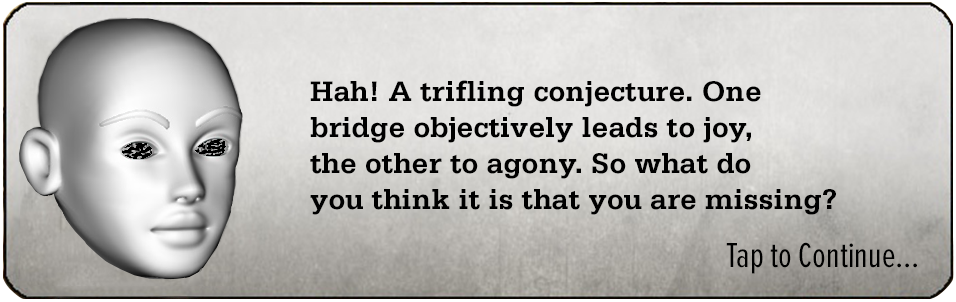 Hah! A trifling conjecture. One
bridge objectively leads to joy,
the other to agony. So what do
you think it is that you are missing?
Tap to Continue...